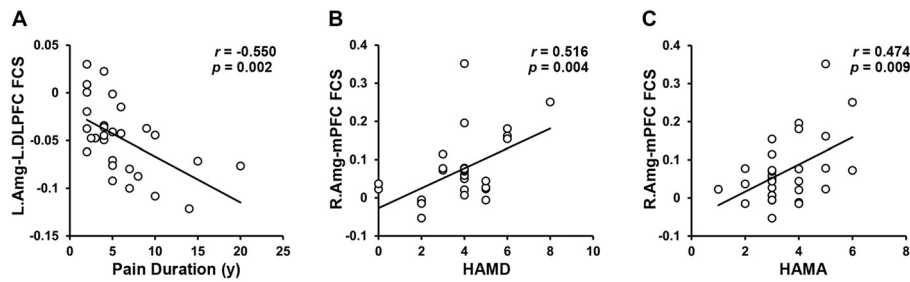 A
r = -0.550
p = 0.002
L.Amg-L.DLPFC FCS
0.05
0
-0.05
-0.1
-0.15
0 5 10 15 20 25
Pain Duration (y)
B
r = 0.516
p = 0.004
R.Amg-mPFC FCS
0.4
0.3
0.2
0.1
0
-0.1
0 2 4 6 8 10
HAMD
C
r = 0.474
p = 0.009
R.Amg-mPFC FCS
0.4
0.3
0.2
0.1
0
-0.1
0 2 4 6 8
HAMA